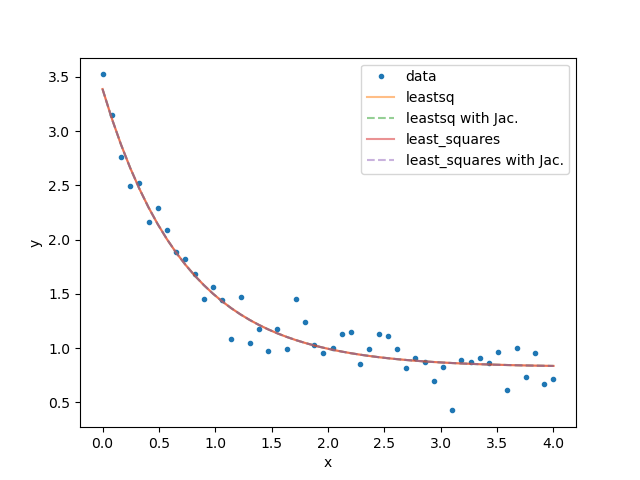 data
leastsq
leastsq with Jac.
least_squares
least_squares with Jac.
3.5
3.0
2.5
2.0
1.5
1.0
0.5
y
0.0 0.5 1.0 1.5 2.0 2.5 3.0 3.5 4.0
x